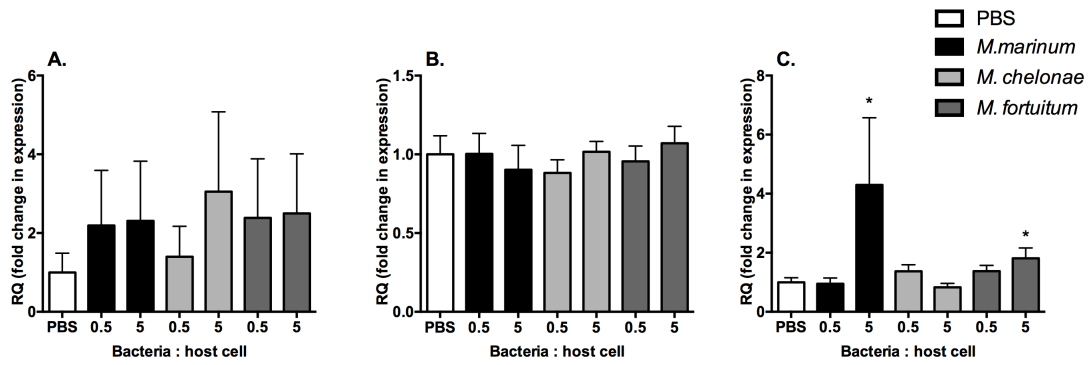 PBS
M.marinum
M. chelonae
M. fortuitum
A.
RQ (fold change in expression)
6
4
2
0
PBS 0.5 5 0.5 5 0.5 5
Bacteria : host cell
B.
RQ (fold change in expression)
1.5
1.0
0.5
0.0
PBS 0.5 5 0.5 5 0.5 5
Bacteria : host cell
C.
RQ (fold change in expression)
8
6
4
2
0
*
*
PBS 0.5 5 0.5 5 0.5 5
Bacteria : host cell